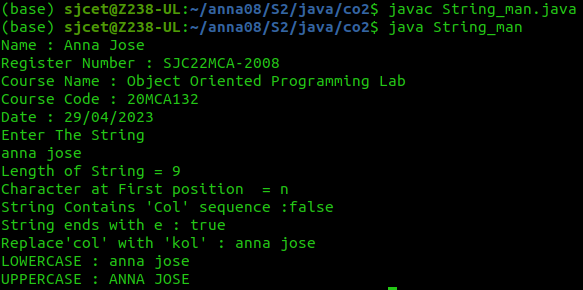 (base) sjcet@Z238-UL:~/anna08/S2/java/co2$ javac String_man.java
(base) sjcet@Z238-UL:~/anna08/S2/java/co2$ java String_man
Name : Anna Jose
Register Number : SJC22MCA-2008
Course Name : Object Oriented Programming Lab
Course Code : 20MCA132
Date : 29/04/2023
Enter The String
anna jose
Length of String = 9
Character at First position  = n
String Contains 'Col' sequence :false
String ends with e : true
Replace'col' with 'kol' : anna jose
LOWERCASE : anna jose
UPPERCASE : ANNA JOSE